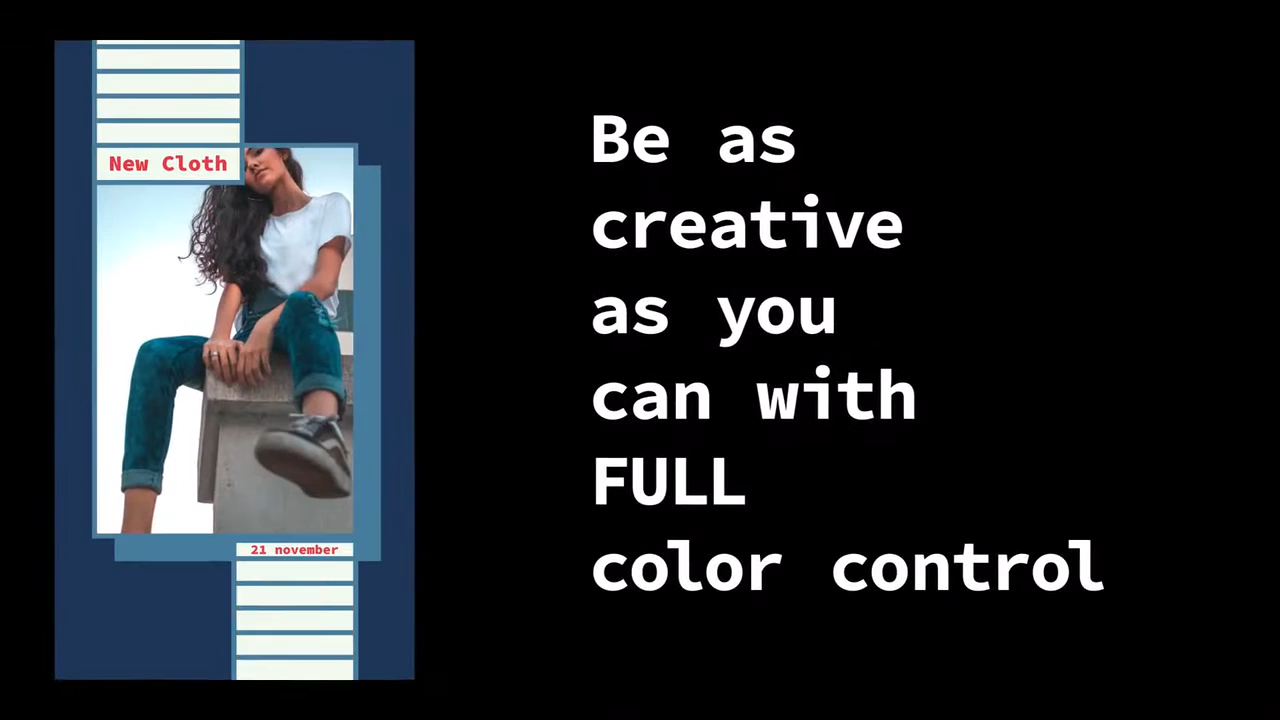 New Cloth
21 november
Be as
creative
as you
can with
FULL
color control